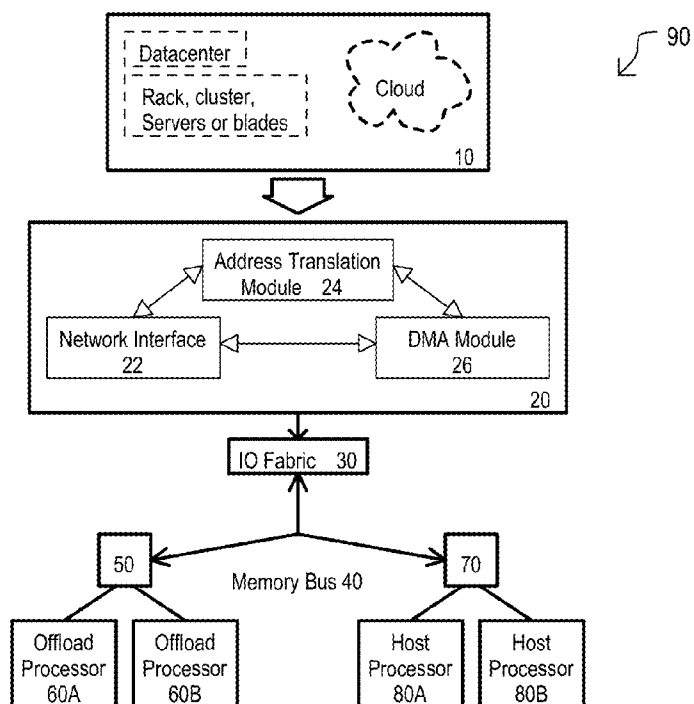 90
Datacenter
Rack, cluster,
Servers or blades
Cloud
10
Address Translation
Module 24
Network Interface
22
DMA Module
26
20
IO Fabric 30
50
70
Memory Bus 40
Offload
Processor
60A
Offload
Processor
60B
Host
Processor
80A
Host
Processor
80B